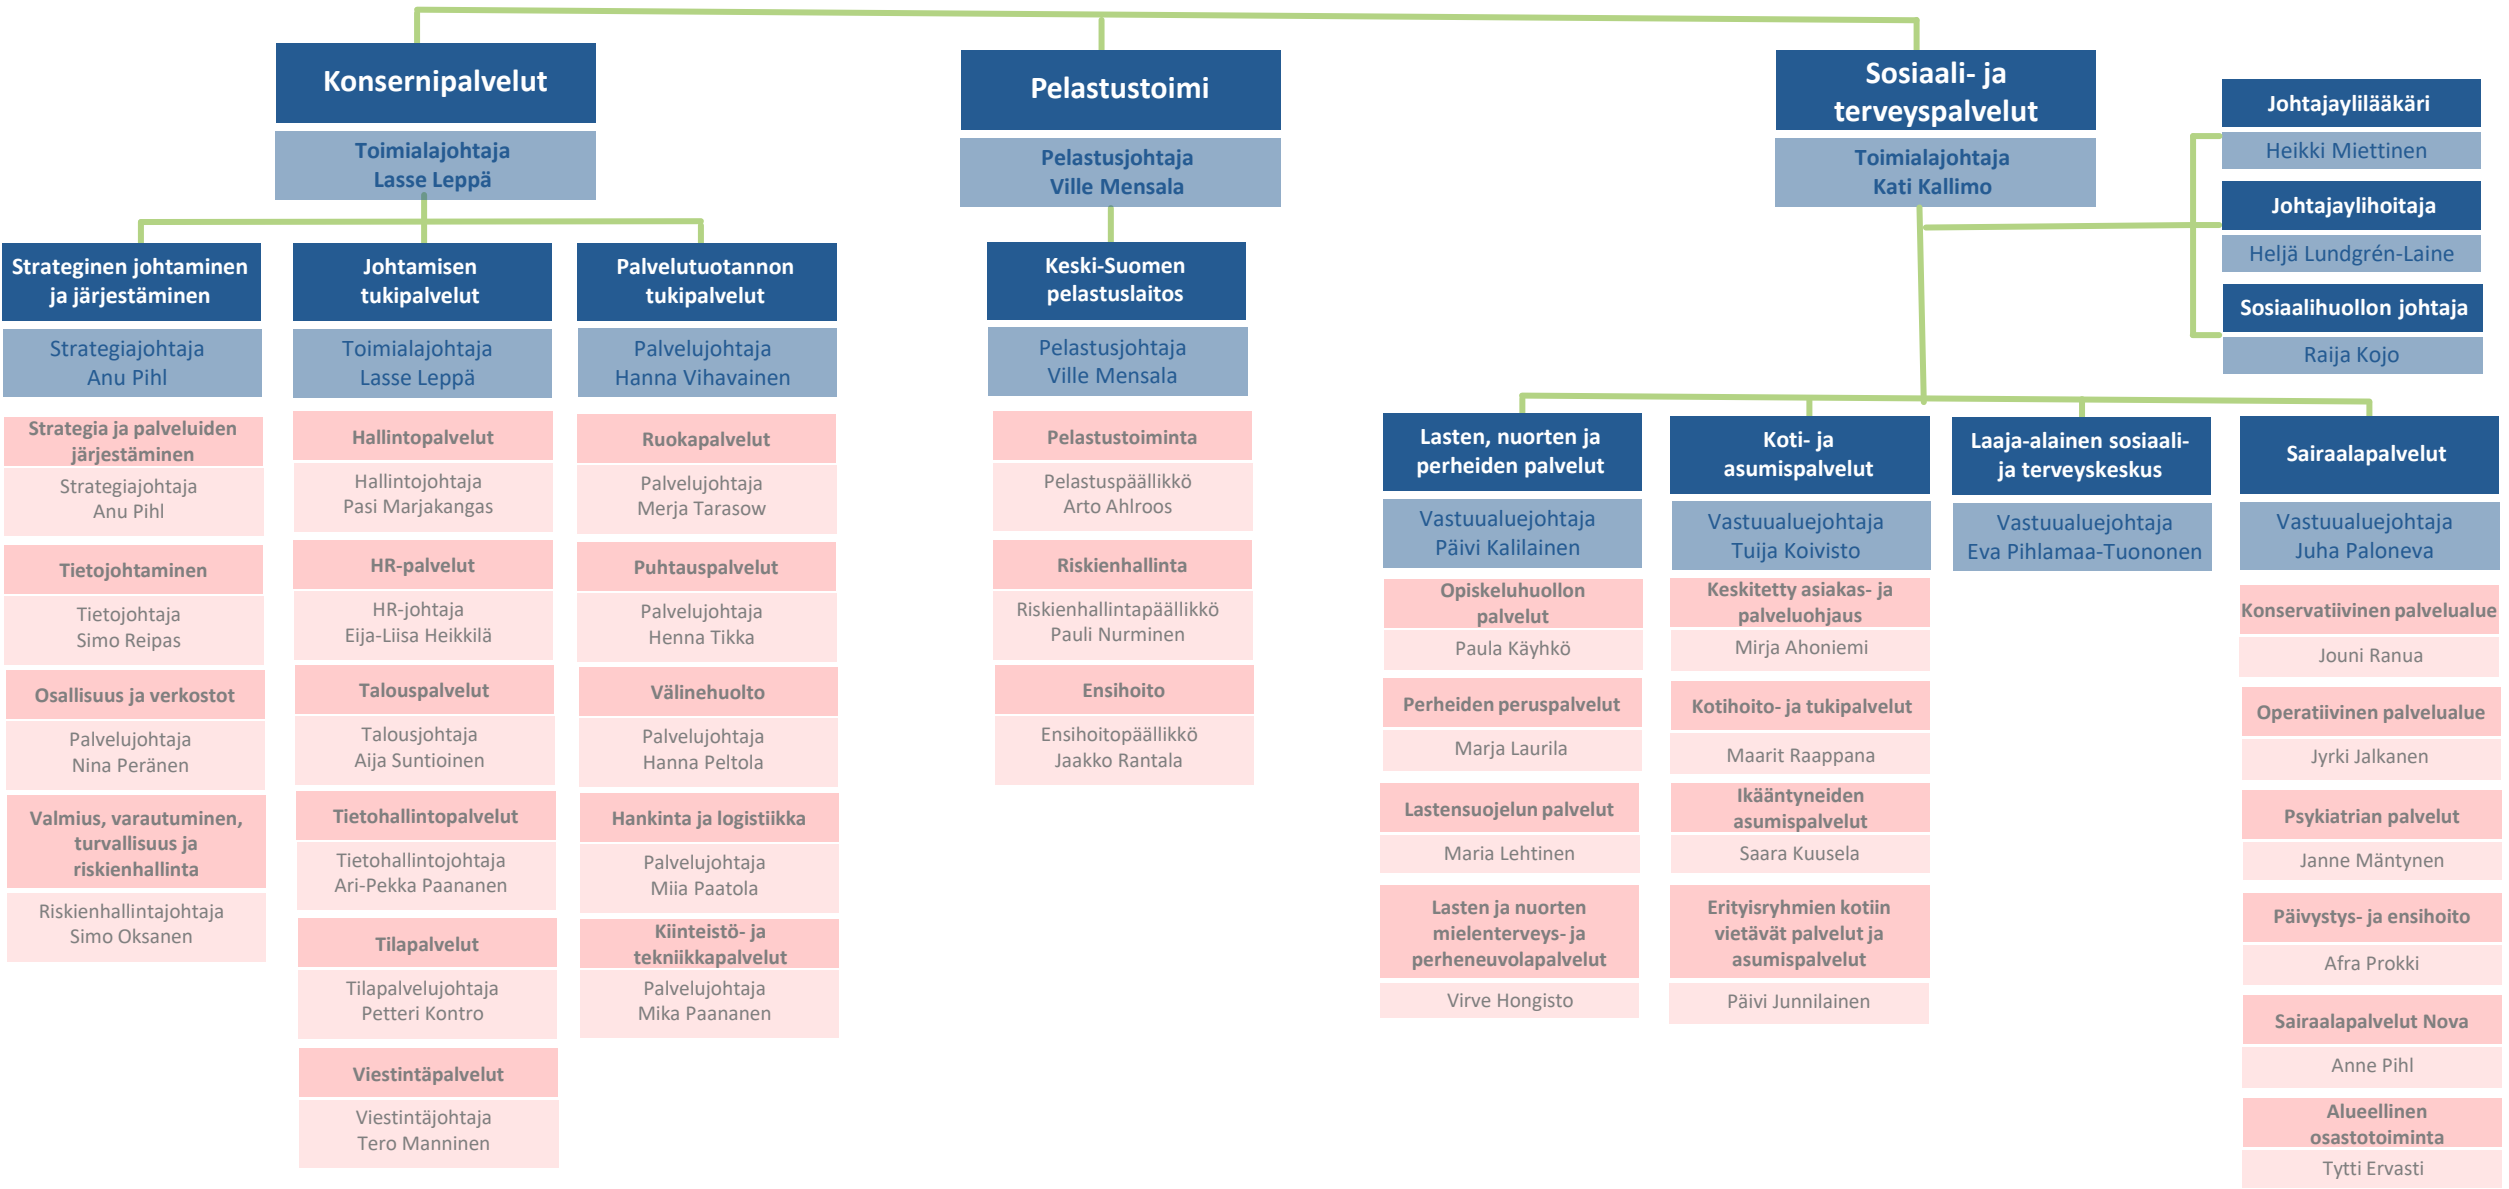 Konsernipalvelut
Toimialajohtaja
Lasse Leppä
Strateginen johtaminen
ja järjestäminen
Strategiajohtaja
Anu Pihl
Strategia ja palveluiden
järjestäminen
Strategiajohtaja
Anu Pihl
Tietojohtaminen
Tietojohtaja
Simo Reipas
Osallisuus ja verkostot
Palvelujohtaja
Nina Peränen
Valmius, varautuminen,
turvallisuus ja
riskienhallinta
Riskienhallintajohtaja
Simo Oksanen
Johtamisen
tukipalvelut
Toimialajohtaja
Lasse Leppä
Hallintopalvelut
Hallintojohtaja
Pasi Marjakangas
HR-palvelut
HR-johtaja
Eija-Liisa Heikkilä
Talouspalvelut
Talousjohtaja
Aija Suntioinen
Tietohallintopalvelut
Tietohallintojohtaja
Ari-Pekka Paananen
Tilapalvelut
Tilapalvelujohtaja
Petteri Kontro
Viestintäpalvelut
Viestintäjohtaja
Tero Manninen
Palvelutuotannon
tukipalvelut
Palvelujohtaja
Hanna Vihavainen
Ruokapalvelut
Palvelujohtaja
Merja Tarasow
Puhtauspalvelut
Palvelujohtaja
Henna Tikka
Välinehuolto
Palvelujohtaja
Hanna Peltola
Hankinta ja logistiikka
Palvelujohtaja
Miia Paatola
Kiinteistö- ja
tekniikkapalvelut
Palvelujohtaja
Mika Paananen
Pelastustoimi
Pelastusjohtaja
Ville Mensala
Keski-Suomen
pelastuslaitos
Pelastusjohtaja
Ville Mensala
Pelastustoiminta
Pelastuspäällikkö
Arto Ahlroos
Riskienhallinta
Riskienhallintapäällikkö
Pauli Nurminen
Ensihoito
Ensihoitopäällikkö
Jaakko Rantala
Sosiaali- ja
terveyspalvelut
Toimialajohtaja
Kati Kallimo
Johtajaylilääkäri
Heikki Miettinen
Johtajaylihoitaja
Heljä Lundgrén-Laine
Sosiaalihuollon johtaja
Raija Kojo
Lasten, nuorten ja
perheiden palvelut
Vastuualuejohtaja
Päivi Kalilainen
Opiskeluhuollon
palvelut
Paula Käyhkö
Perheiden peruspalvelut
Marja Laurila
Lastensuojelun palvelut
Maria Lehtinen
Lasten ja nuorten
mielenterveys- ja
perheneuvolapalvelut
Virve Hongisto
Koti- ja
asumispalvelut
Vastuualuejohtaja
Tuija Koivisto
Keskitetty asiakas- ja
palveluohjaus
Mirja Ahoniemi
Kotihoito- ja tukipalvelut
Maarit Raappana
Ikääntyneiden
asumispalvelut
Saara Kuusela
Erityisryhmien kotiin
vietävät palvelut ja
asumispalvelut
Päivi Junnilainen
Laaja-alainen sosiaali-
ja terveyskeskus
Vastuualuejohtaja
Eva Pihlamaa-Tuononen
Sairaalapalvelut
Vastuualuejohtaja
Juha Paloneva
Konservatiivinen palvelualue
Jouni Ranua
Operatiivinen palvelualue
Jyrki Jalkanen
Psykiatrian palvelut
Janne Mäntynen
Päivystys- ja ensihoito
Afra Prokki
Sairaalapalvelut Nova
Anne Pihl
Alueellinen
osastotoiminta
Tytti Ervasti